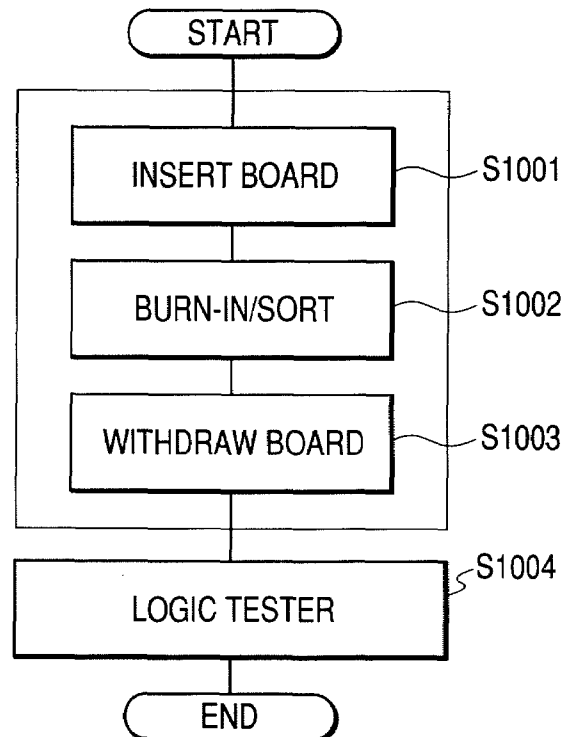 START
INSERT BOARD
S1001
BURN-IN/SORT
S1002
WITHDRAW BOARD
S1003
S1004
LOGIC TESTER
END